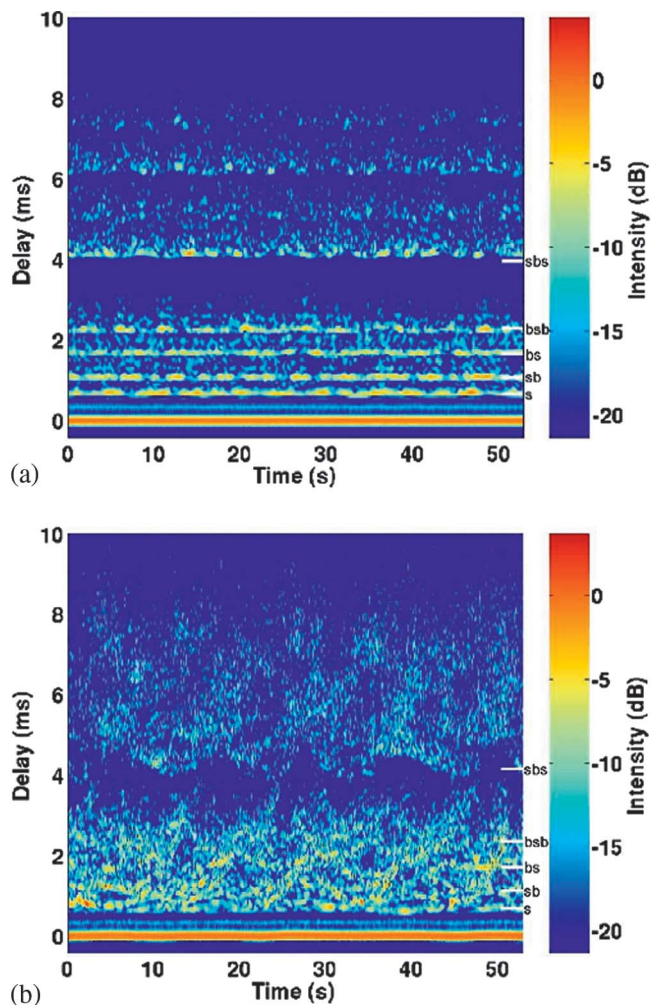 10
8
6
4
2
0
Delay (ms)
sbs
bsb
bs
sb
s
0
-5
-10
-15
-20
Intensity (dB)
0 10 20 30 40 50
Time (s)
(a)
10
8
6
4
2
0
Delay (ms)
sbs
bsb
bs
sb
s
0
-5
-10
-15
-20
Intensity (dB)
0 10 20 30 40 50
Time (s)
(b)